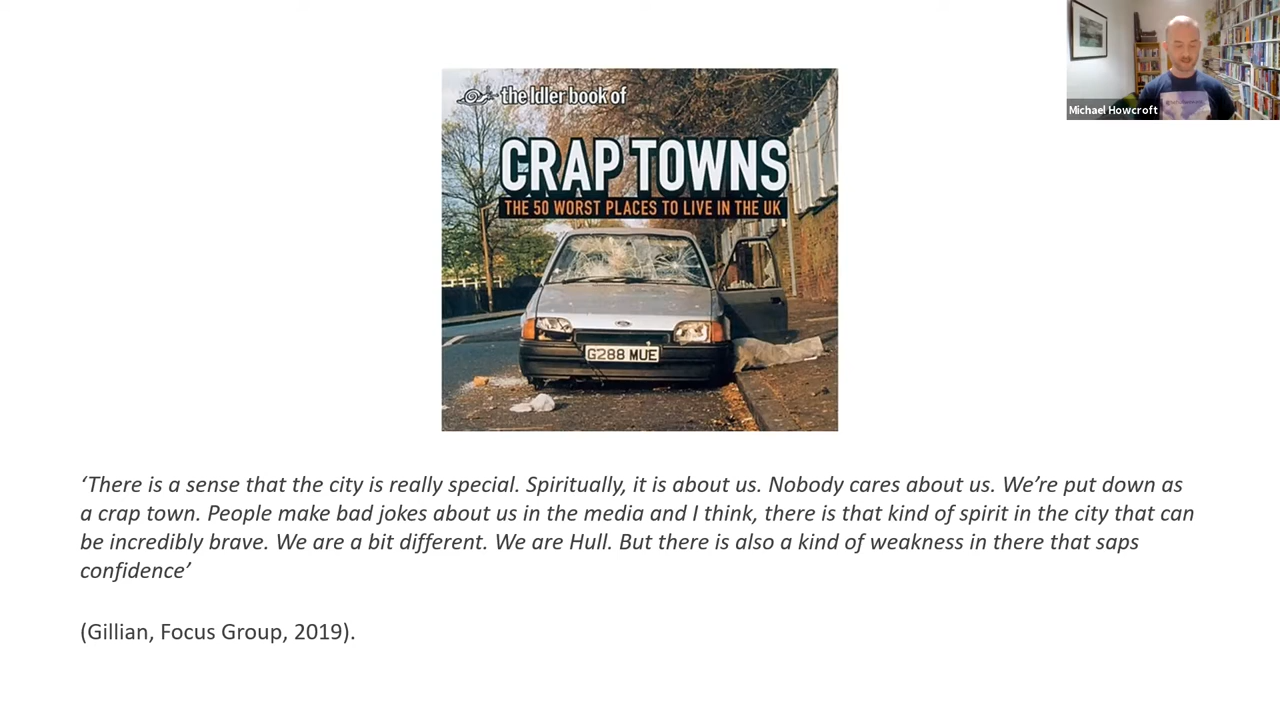 Michael Howcroft
the Idler book of
CRAP TOWNS
THE 50 WORST PLACES TO LIVE IN THE UK
G288 MUE
‘There is a sense that the city is really special. Spiritually, it is about us. Nobody cares about us. We’re put down as
a crap town. People make bad jokes about us in the media and I think, there is that kind of spirit in the city that can
be incredibly brave. We are a bit different. We are Hull. But there is also a kind of weakness in there that saps
confidence’
(Gillian, Focus Group, 2019).